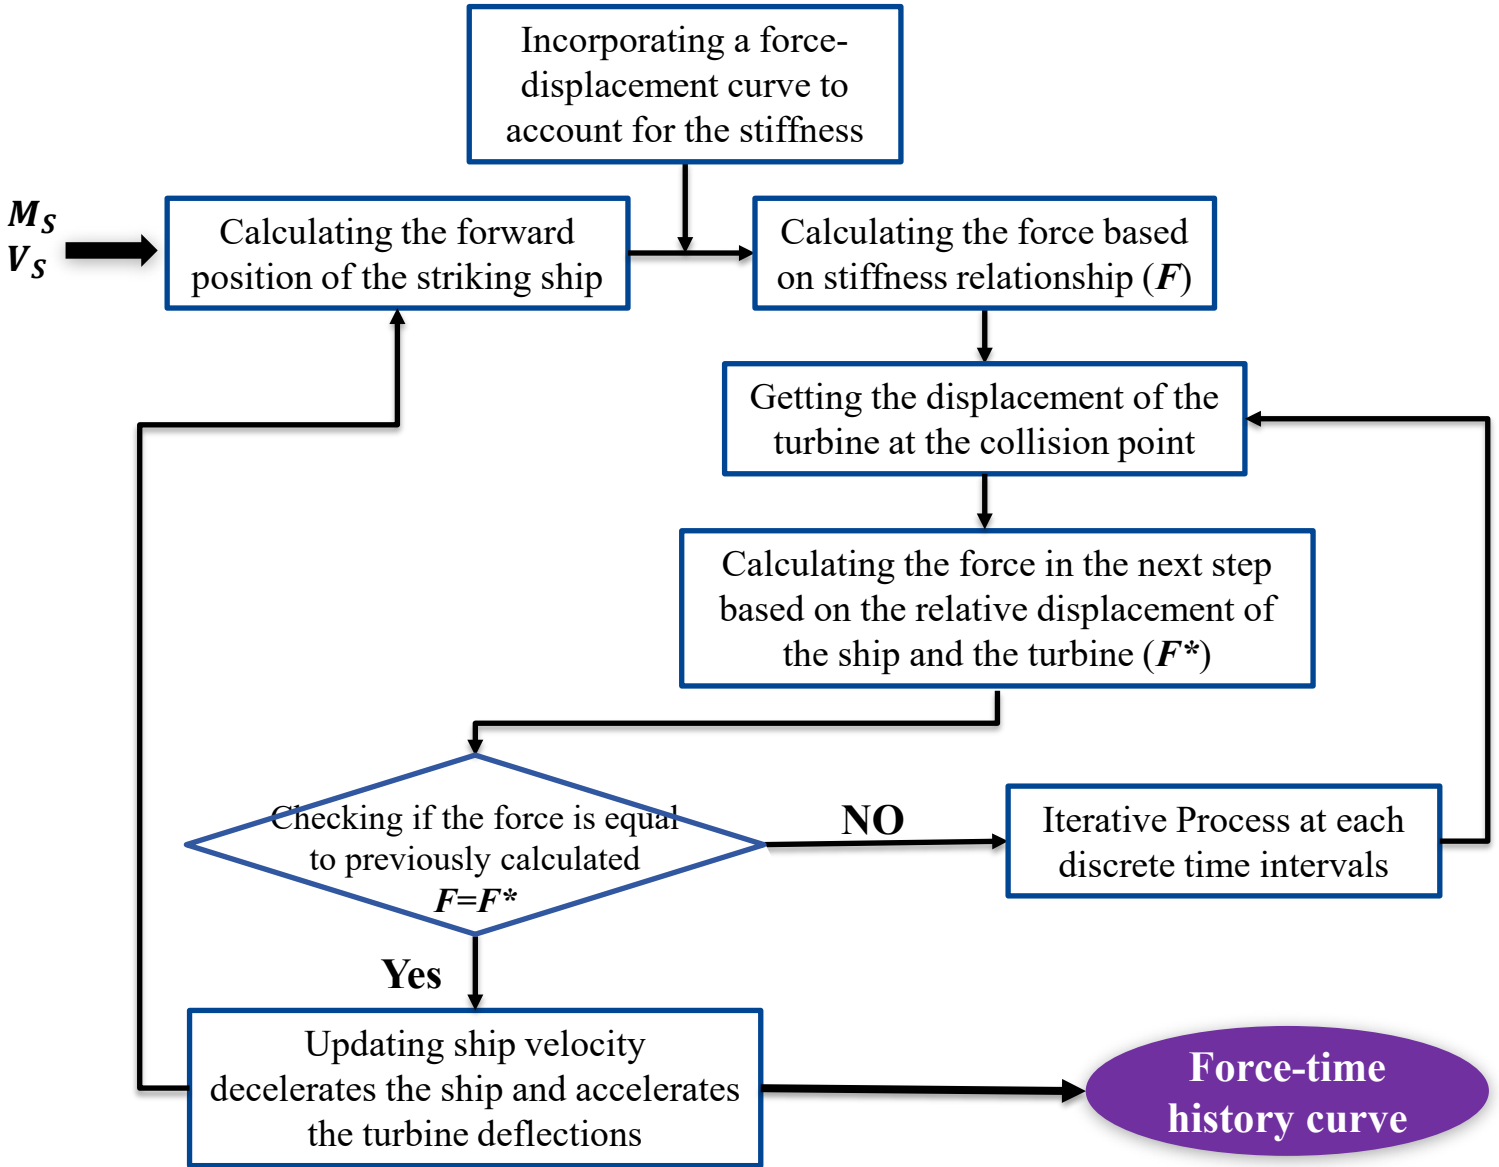 Incorporating a force-
displacement curve to
account for the stiffness
M_S
V_S
Calculating the forward
position of the striking ship
Calculating the force based
on stiffness relationship (F)
Getting the displacement of the
turbine at the collision point
Calculating the force in the next step
based on the relative displacement of
the ship and the turbine (F*)
Checking if the force is equal
to previously calculated
F=F*
NO
Iterative Process at each
discrete time intervals
Yes
Updating ship velocity
decelerates the ship and accelerates
the turbine deflections
Force-time
history curve